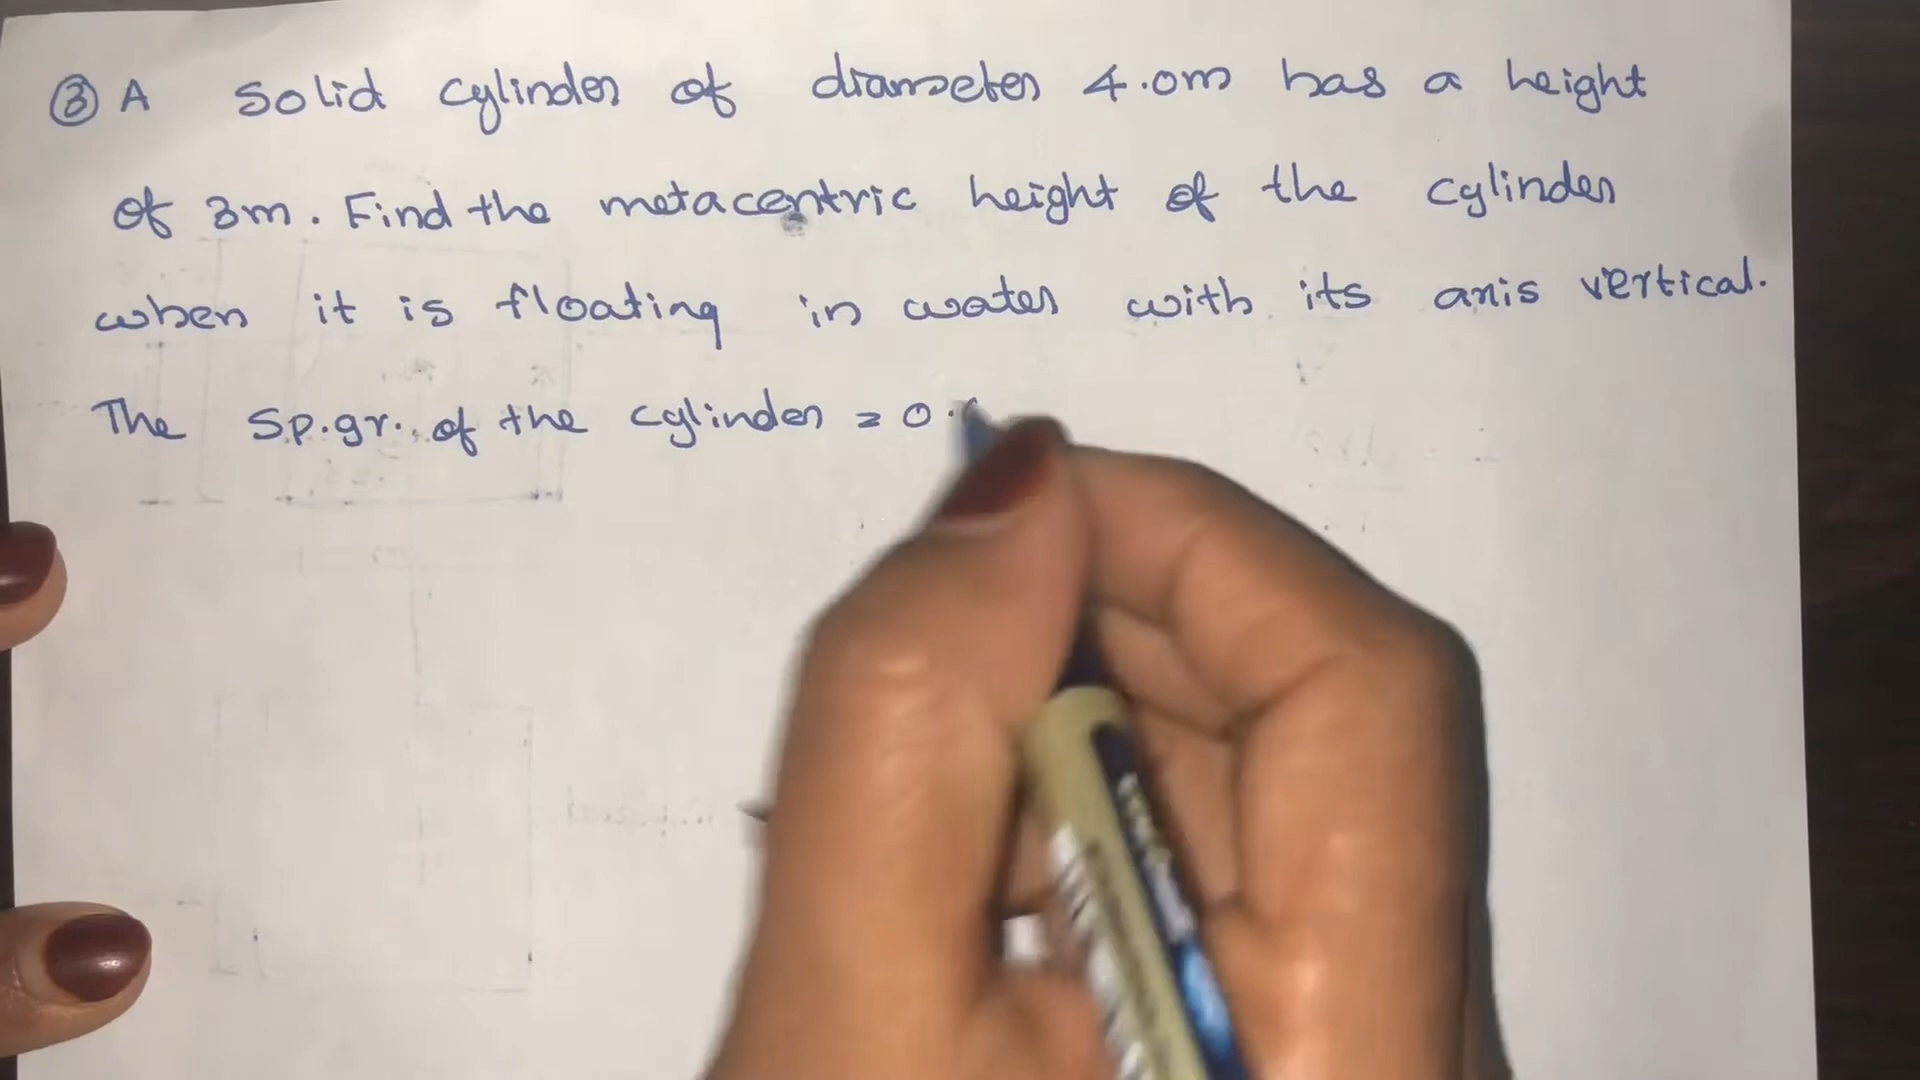 ③ A solid cylinder of diameter 4.0m has a height
of 3m. Find the metacentric height of the cylinder
when it is floating in water with its axis vertical.
The Sp.gr. of the cylinder = 0.